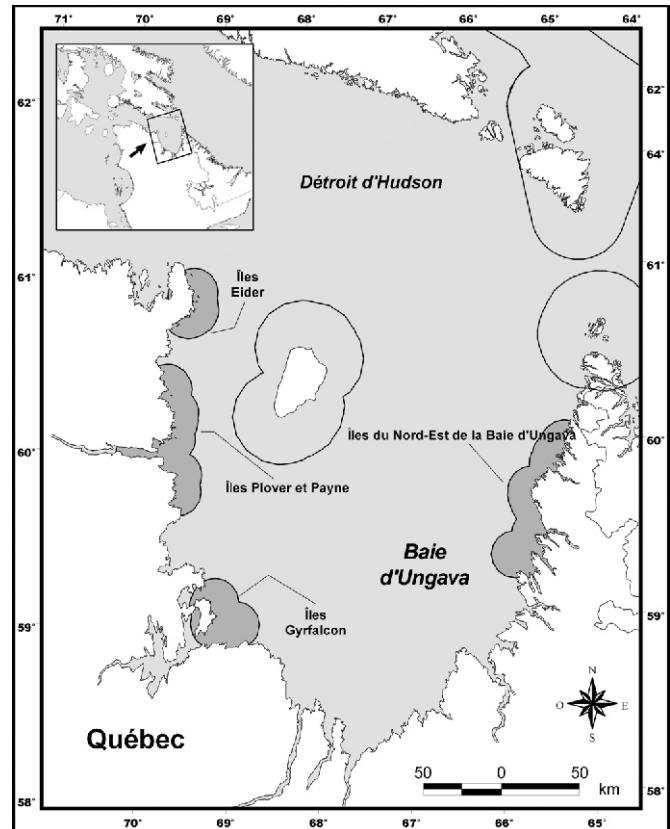 71° 70° 69° 68° 67° 66° 65° 64°
62°
62°
64°
Détroit d'Hudson
61°
61°
Îles
Eider
60°
60°
Îles du Nord-Est de la Baie d'Ungava
Îles Plover et Payne
Baie
d'Ungava
59°
59°
Îles
Gyrfalcon
N
O E
S
Québec
50 0 50
km
58°
58°
70° 69° 68° 67° 66° 65°